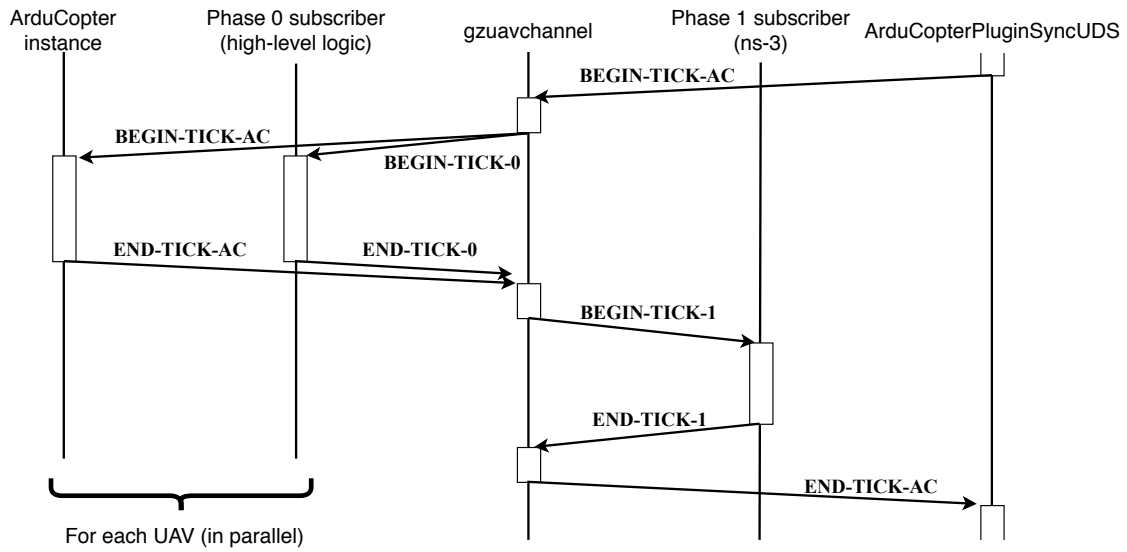 ArduCopter
instance
Phase 0 subscriber
(high-level logic)
gzuavchannel
Phase 1 subscriber
(ns-3)
ArduCopterPluginSyncUDS
BEGIN-TICK-AC
BEGIN-TICK-AC
BEGIN-TICK-0
END-TICK-AC
END-TICK-0
BEGIN-TICK-1
END-TICK-1
END-TICK-AC
For each UAV (in parallel)